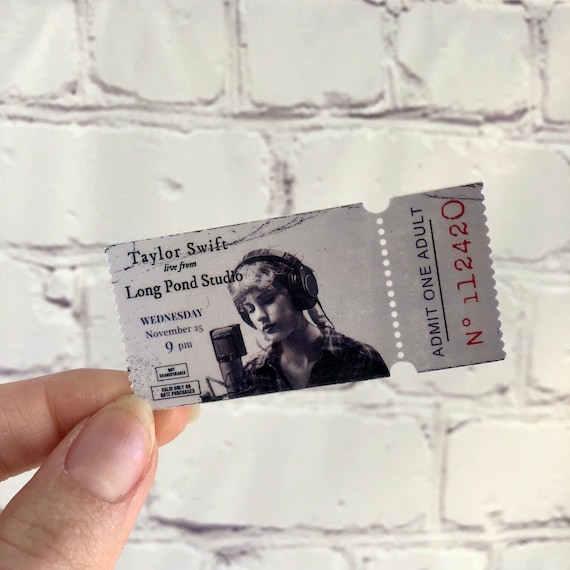 Taylor Swift
live from
Long Pond Studio
WEDNESDAY
November 25
9 pm
NOT
TRANSFERABLE
VALID ONLY ON
DATE PURCHASED
ADMIT ONE ADULT
Nº 112420